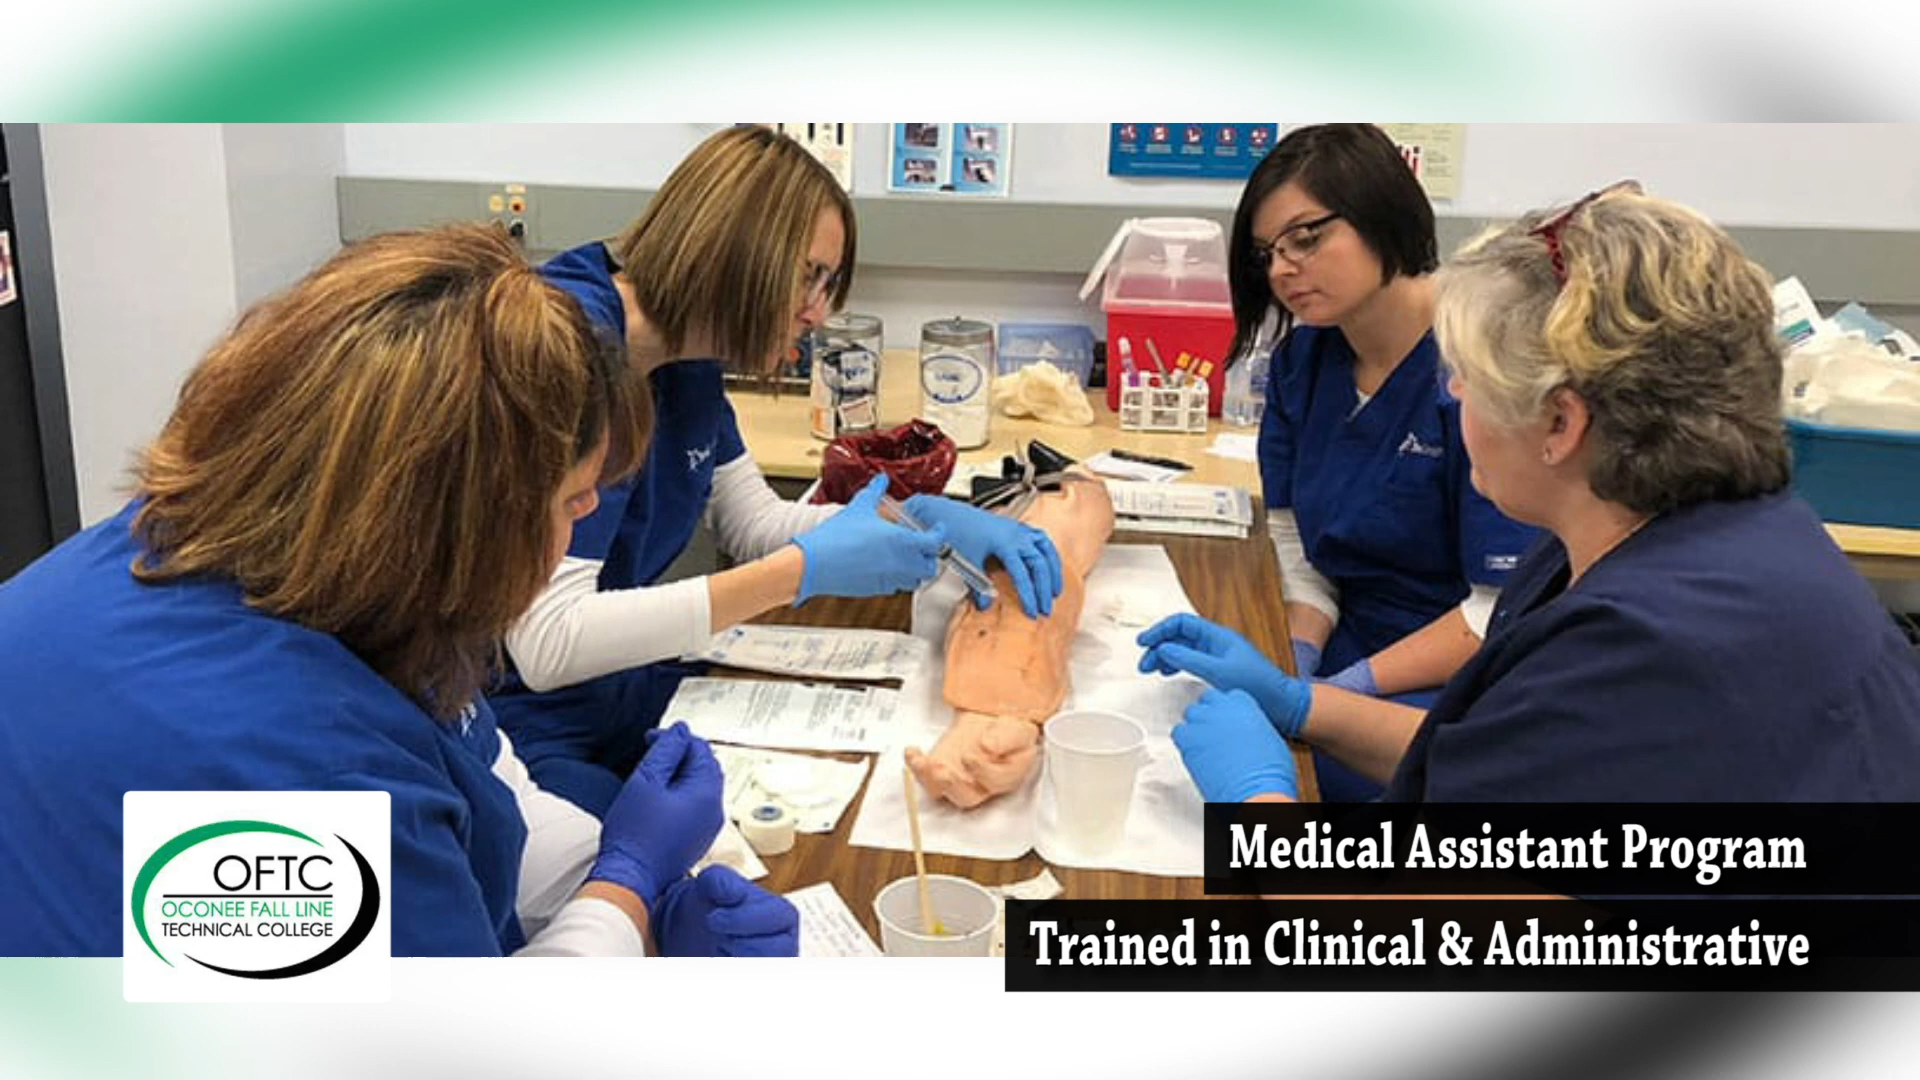 OFTC
OCONEE FALL LINE
TECHNICAL COLLEGE
Medical Assistant Program
Trained in Clinical & Administrative